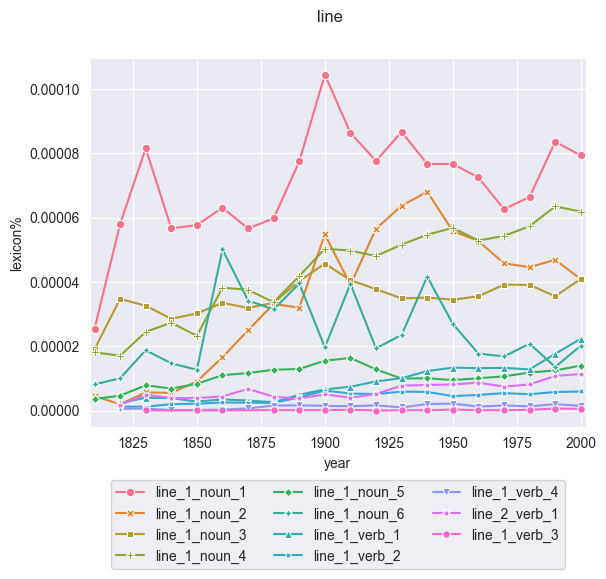 line
0.00010
0.00008
0.00006
0.00004
0.00002
0.00000
lexicon%
1825 1850 1875 1900 1925 1950 1975 2000
year
line_1_noun_1 line_1_noun_5 line_1_verb_4
line_1_noun_2 line_1_noun_6 line_2_verb_1
line_1_noun_3 line_1_verb_1 line_1_verb_3
line_1_noun_4 line_1_verb_2